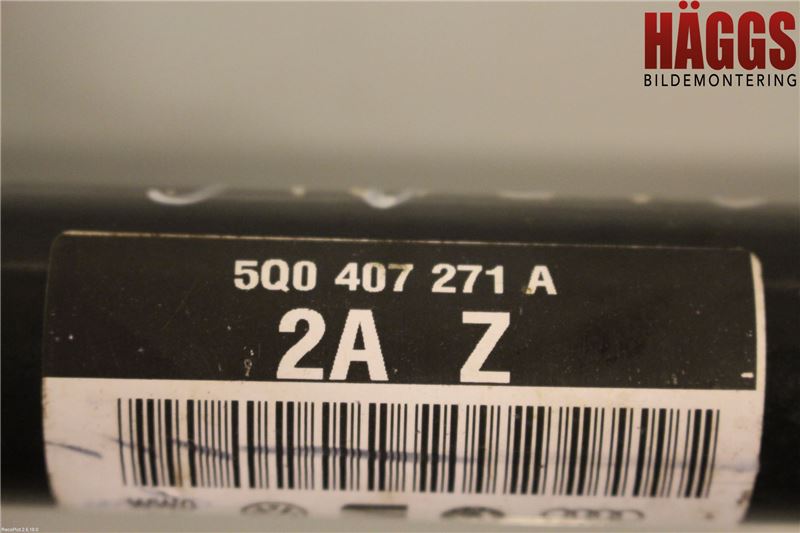 HÄGGS
BILDEMONTERING
5Q0 407 271 A
2A Z